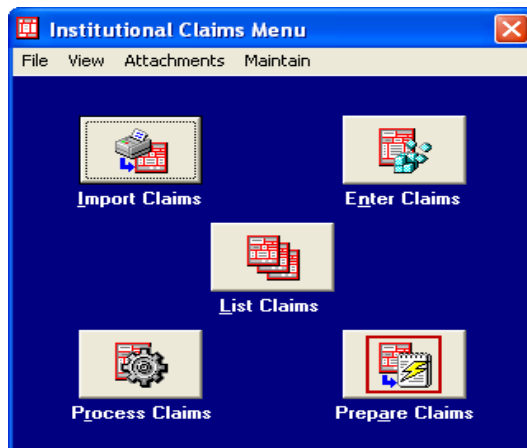 Institutional Claims Menu
File View Attachments Maintain
Import Claims Enter Claims
List Claims
Process Claims Prepare Claims